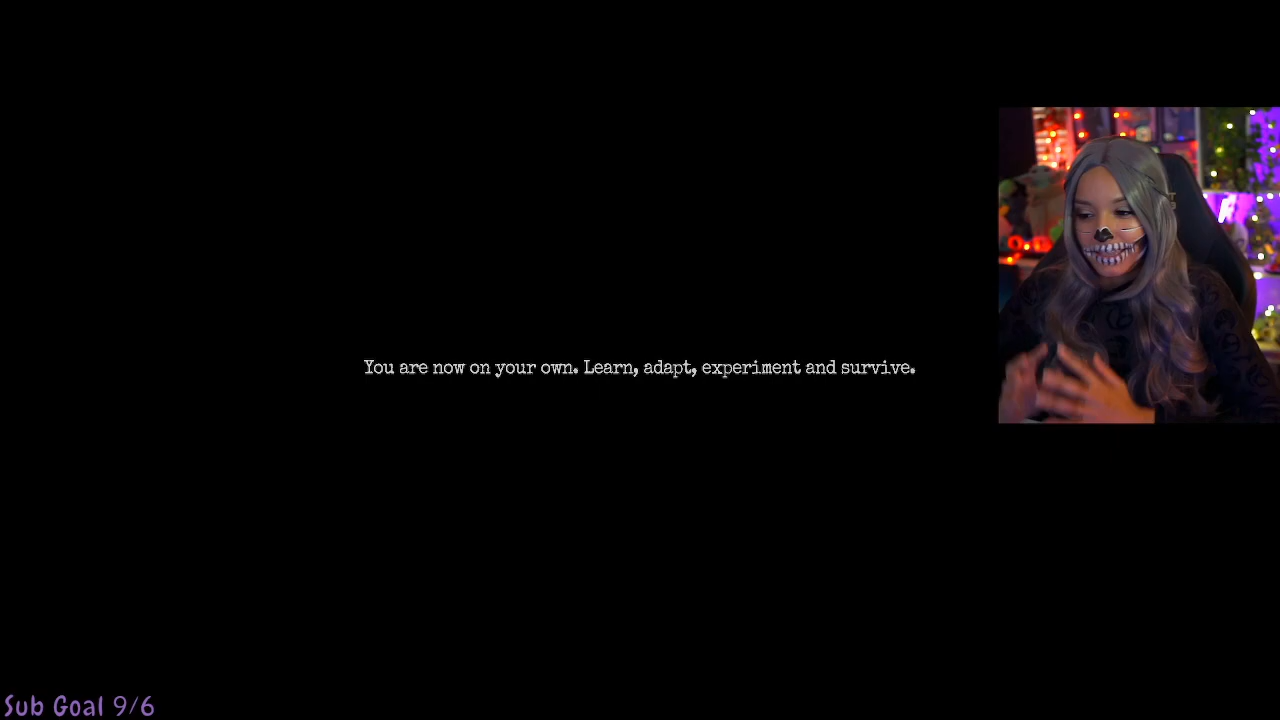 You are now on your own. Learn, adapt, experiment and survive.
Sub Goal 9/6